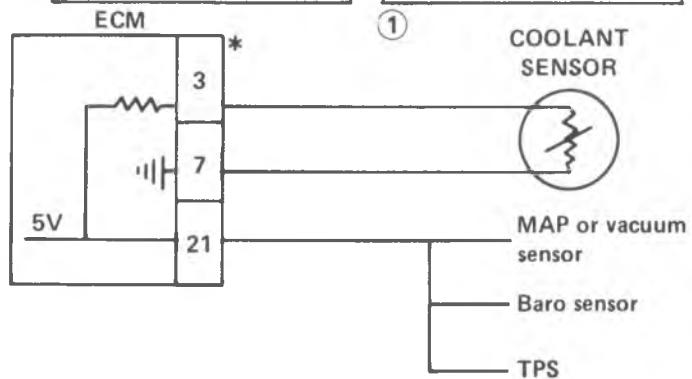 ECM
*
1
COOLANT
SENSOR
3
7
5V
21
MAP or vacuum
sensor
Baro sensor
TPS